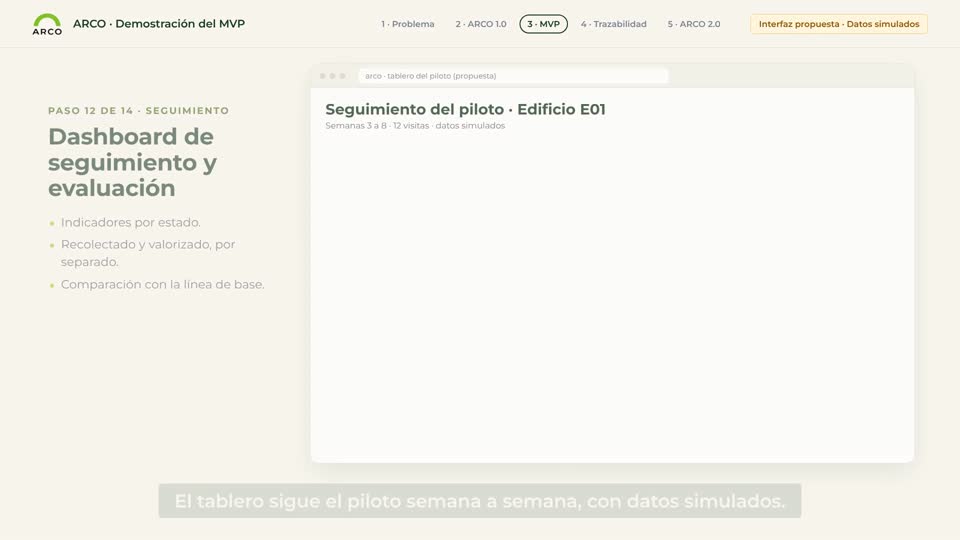 ARCO
ARCO · Demostración del MVP
1 · Problema
2 · ARCO 1.0
3 · MVP
4 · Trazabilidad
5 · ARCO 2.0
Interfaz propuesta · Datos simulados
arco · tablero del piloto (propuesta)
PASO 12 DE 14 · SEGUIMIENTO
Dashboard de
seguimiento y
evaluación
Indicadores por estado.
Recolectado y valorizado, por
separado.
Comparación con la línea de base.
Seguimiento del piloto · Edificio E01
Semanas 3 a 8 · 12 visitas · datos simulados
El tablero sigue el piloto semana a semana, con datos simulados.